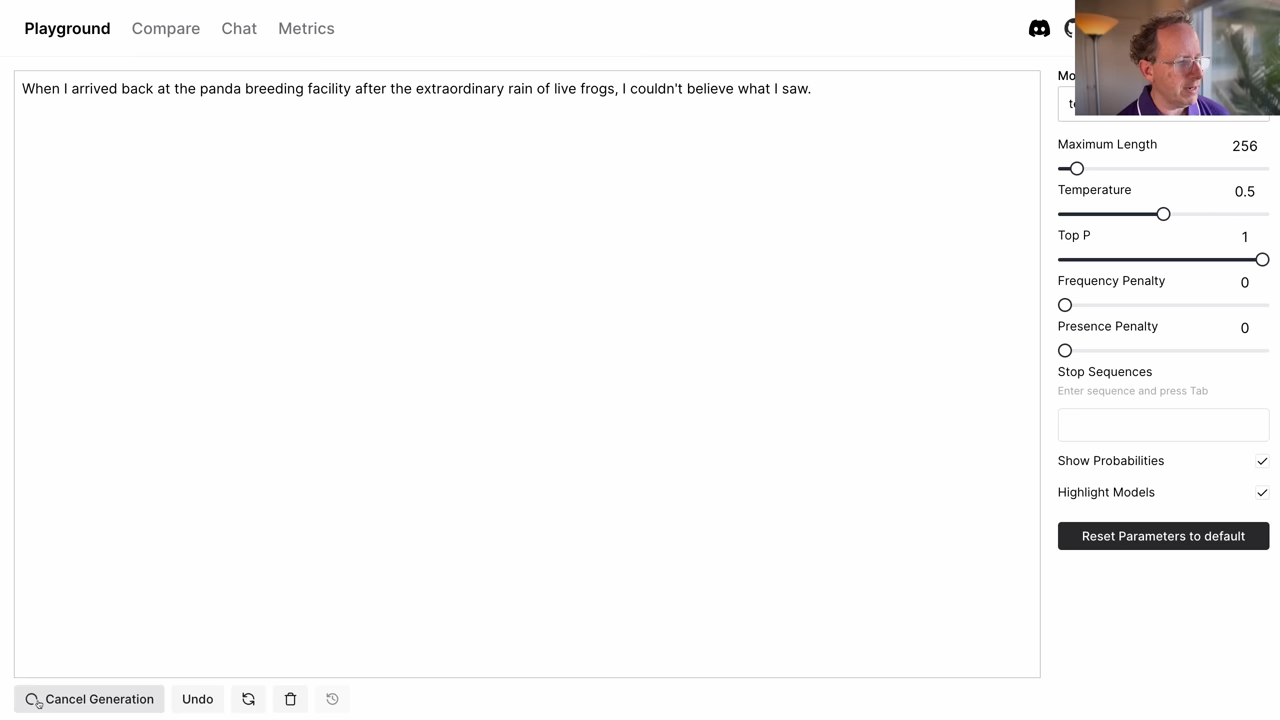 Playground Compare Chat Metrics
When I arrived back at the panda breeding facility after the extraordinary rain of live frogs, I couldn't believe what I saw.
Maximum Length 256
Temperature 0.5
Top P 1
Frequency Penalty 0
Presence Penalty 0
Stop Sequences
Enter sequence and press Tab
Show Probabilities
Highlight Models
Reset Parameters to default
Cancel Generation Undo